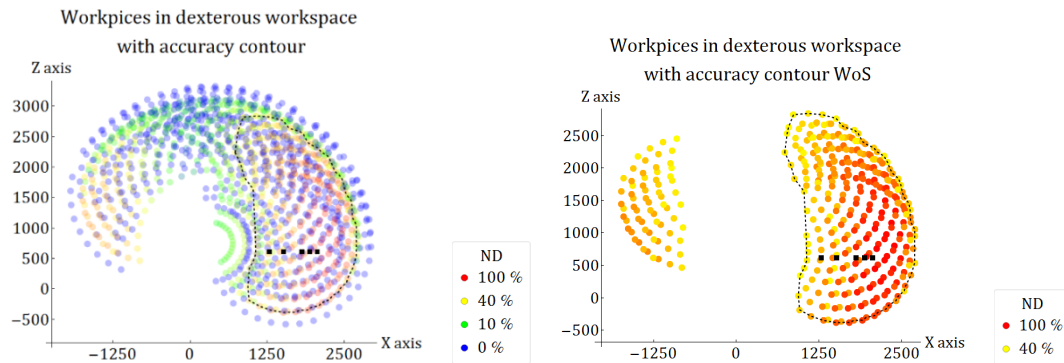 Workpices in dexterous workspace
with accuracy contour
Z axis
3000
2500
2000
1500
1000
500
0
−500
−1250
0
1250
2500
X axis
ND
100 %
40 %
10 %
0 %
Workpices in dexterous workspace
with accuracy contour WoS
Z axis
2500
2000
1500
1000
500
0
−500
−1250
0
1250
2500
X axis
ND
100 %
40 %